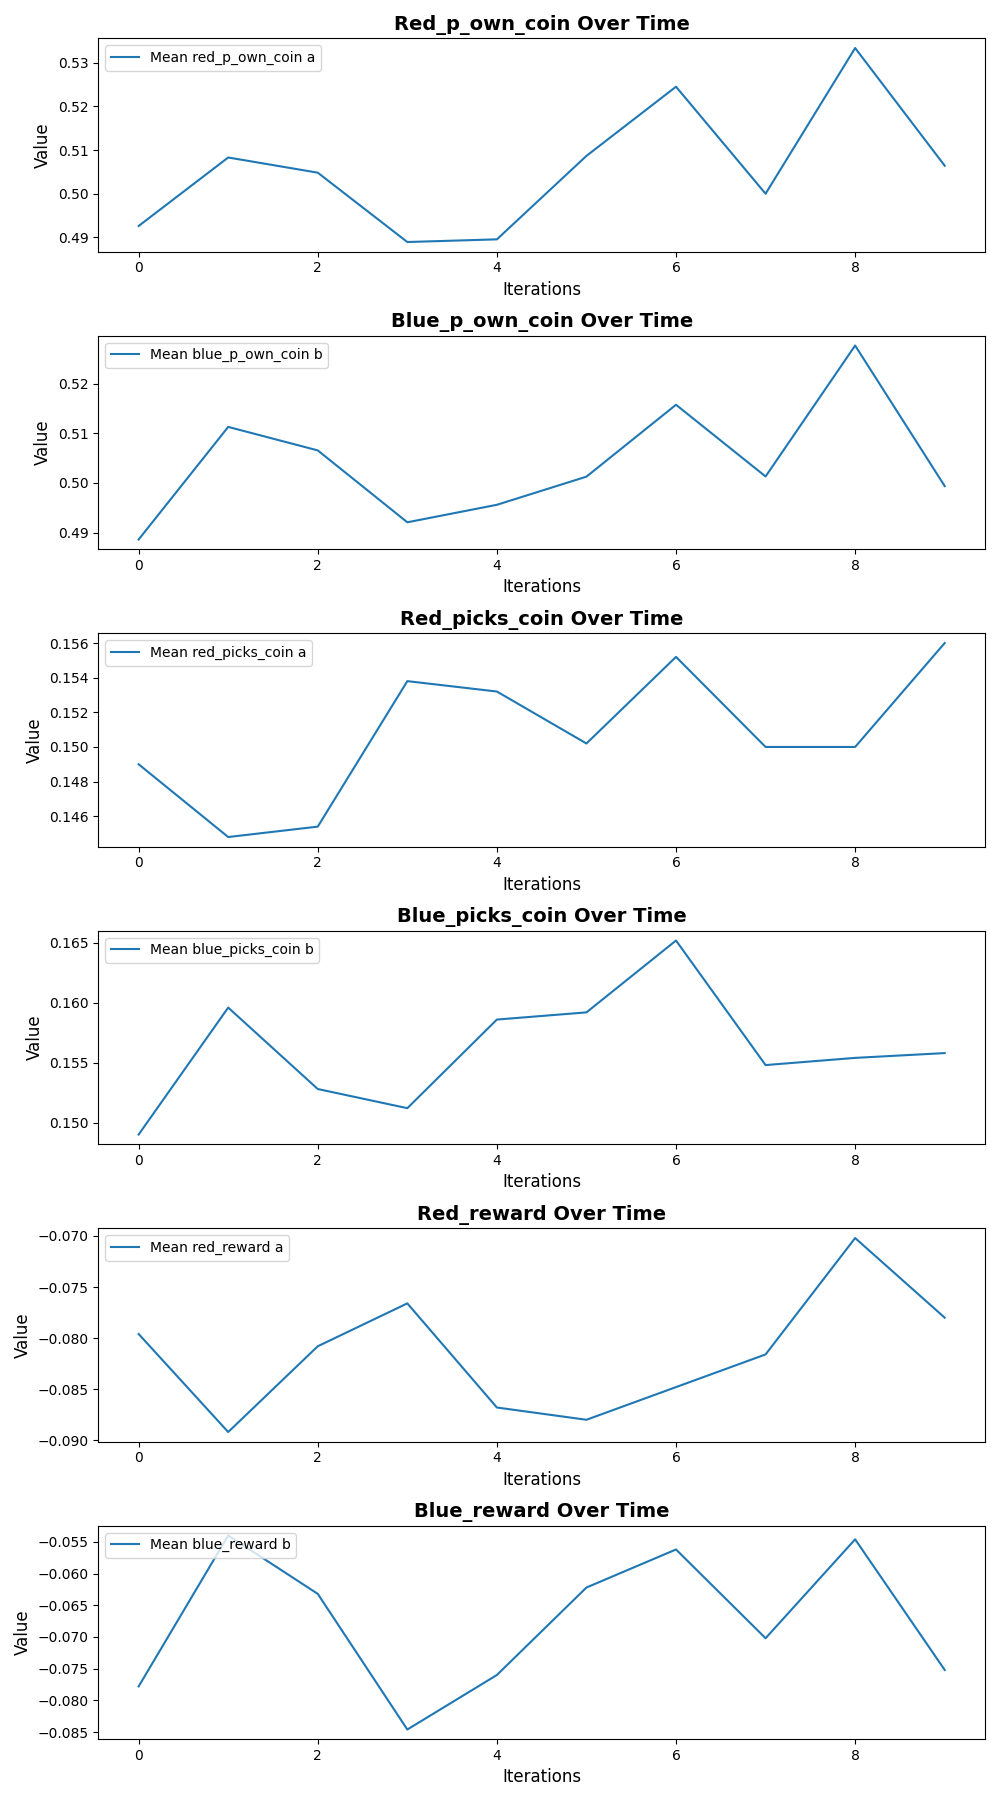 Red_p_own_coin Over Time
Mean red_p_own_coin a
0.53
0.52
0.51
0.50
0.49
Value
0 2 4 6 8
Iterations
Blue_p_own_coin Over Time
Mean blue_p_own_coin b
0.52
0.51
0.50
0.49
Value
0 2 4 6 8
Iterations
Red_picks_coin Over Time
Mean red_picks_coin a
0.156
0.154
0.152
0.150
0.148
0.146
Value
0 2 4 6 8
Iterations
Blue_picks_coin Over Time
Mean blue_picks_coin b
0.165
0.160
0.155
0.150
Value
0 2 4 6 8
Iterations
Red_reward Over Time
Mean red_reward a
−0.070
−0.075
−0.080
−0.085
−0.090
Value
0 2 4 6 8
Iterations
Blue_reward Over Time
Mean blue_reward b
−0.055
−0.060
−0.065
−0.070
−0.075
−0.080
−0.085
Value
0 2 4 6 8
Iterations